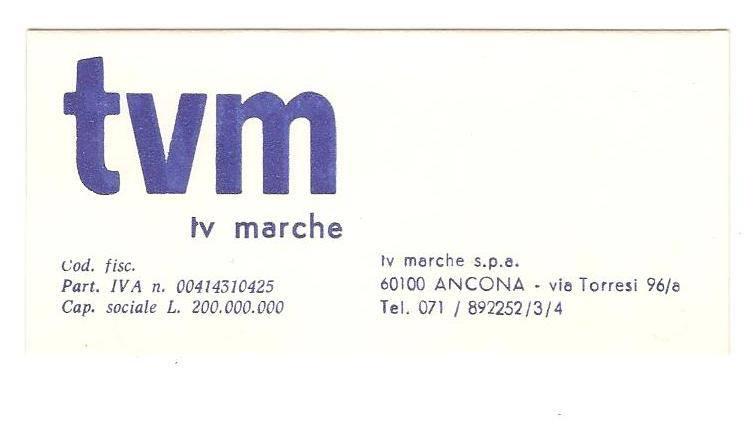 tvm
tv marche
Cod. fisc.
Part. IVA n. 00414310425
Cap. sociale L. 200.000.000
tv marche s.p.a.
60100 ANCONA - via Torresi 96/a
Tel. 071 / 892252/3/4